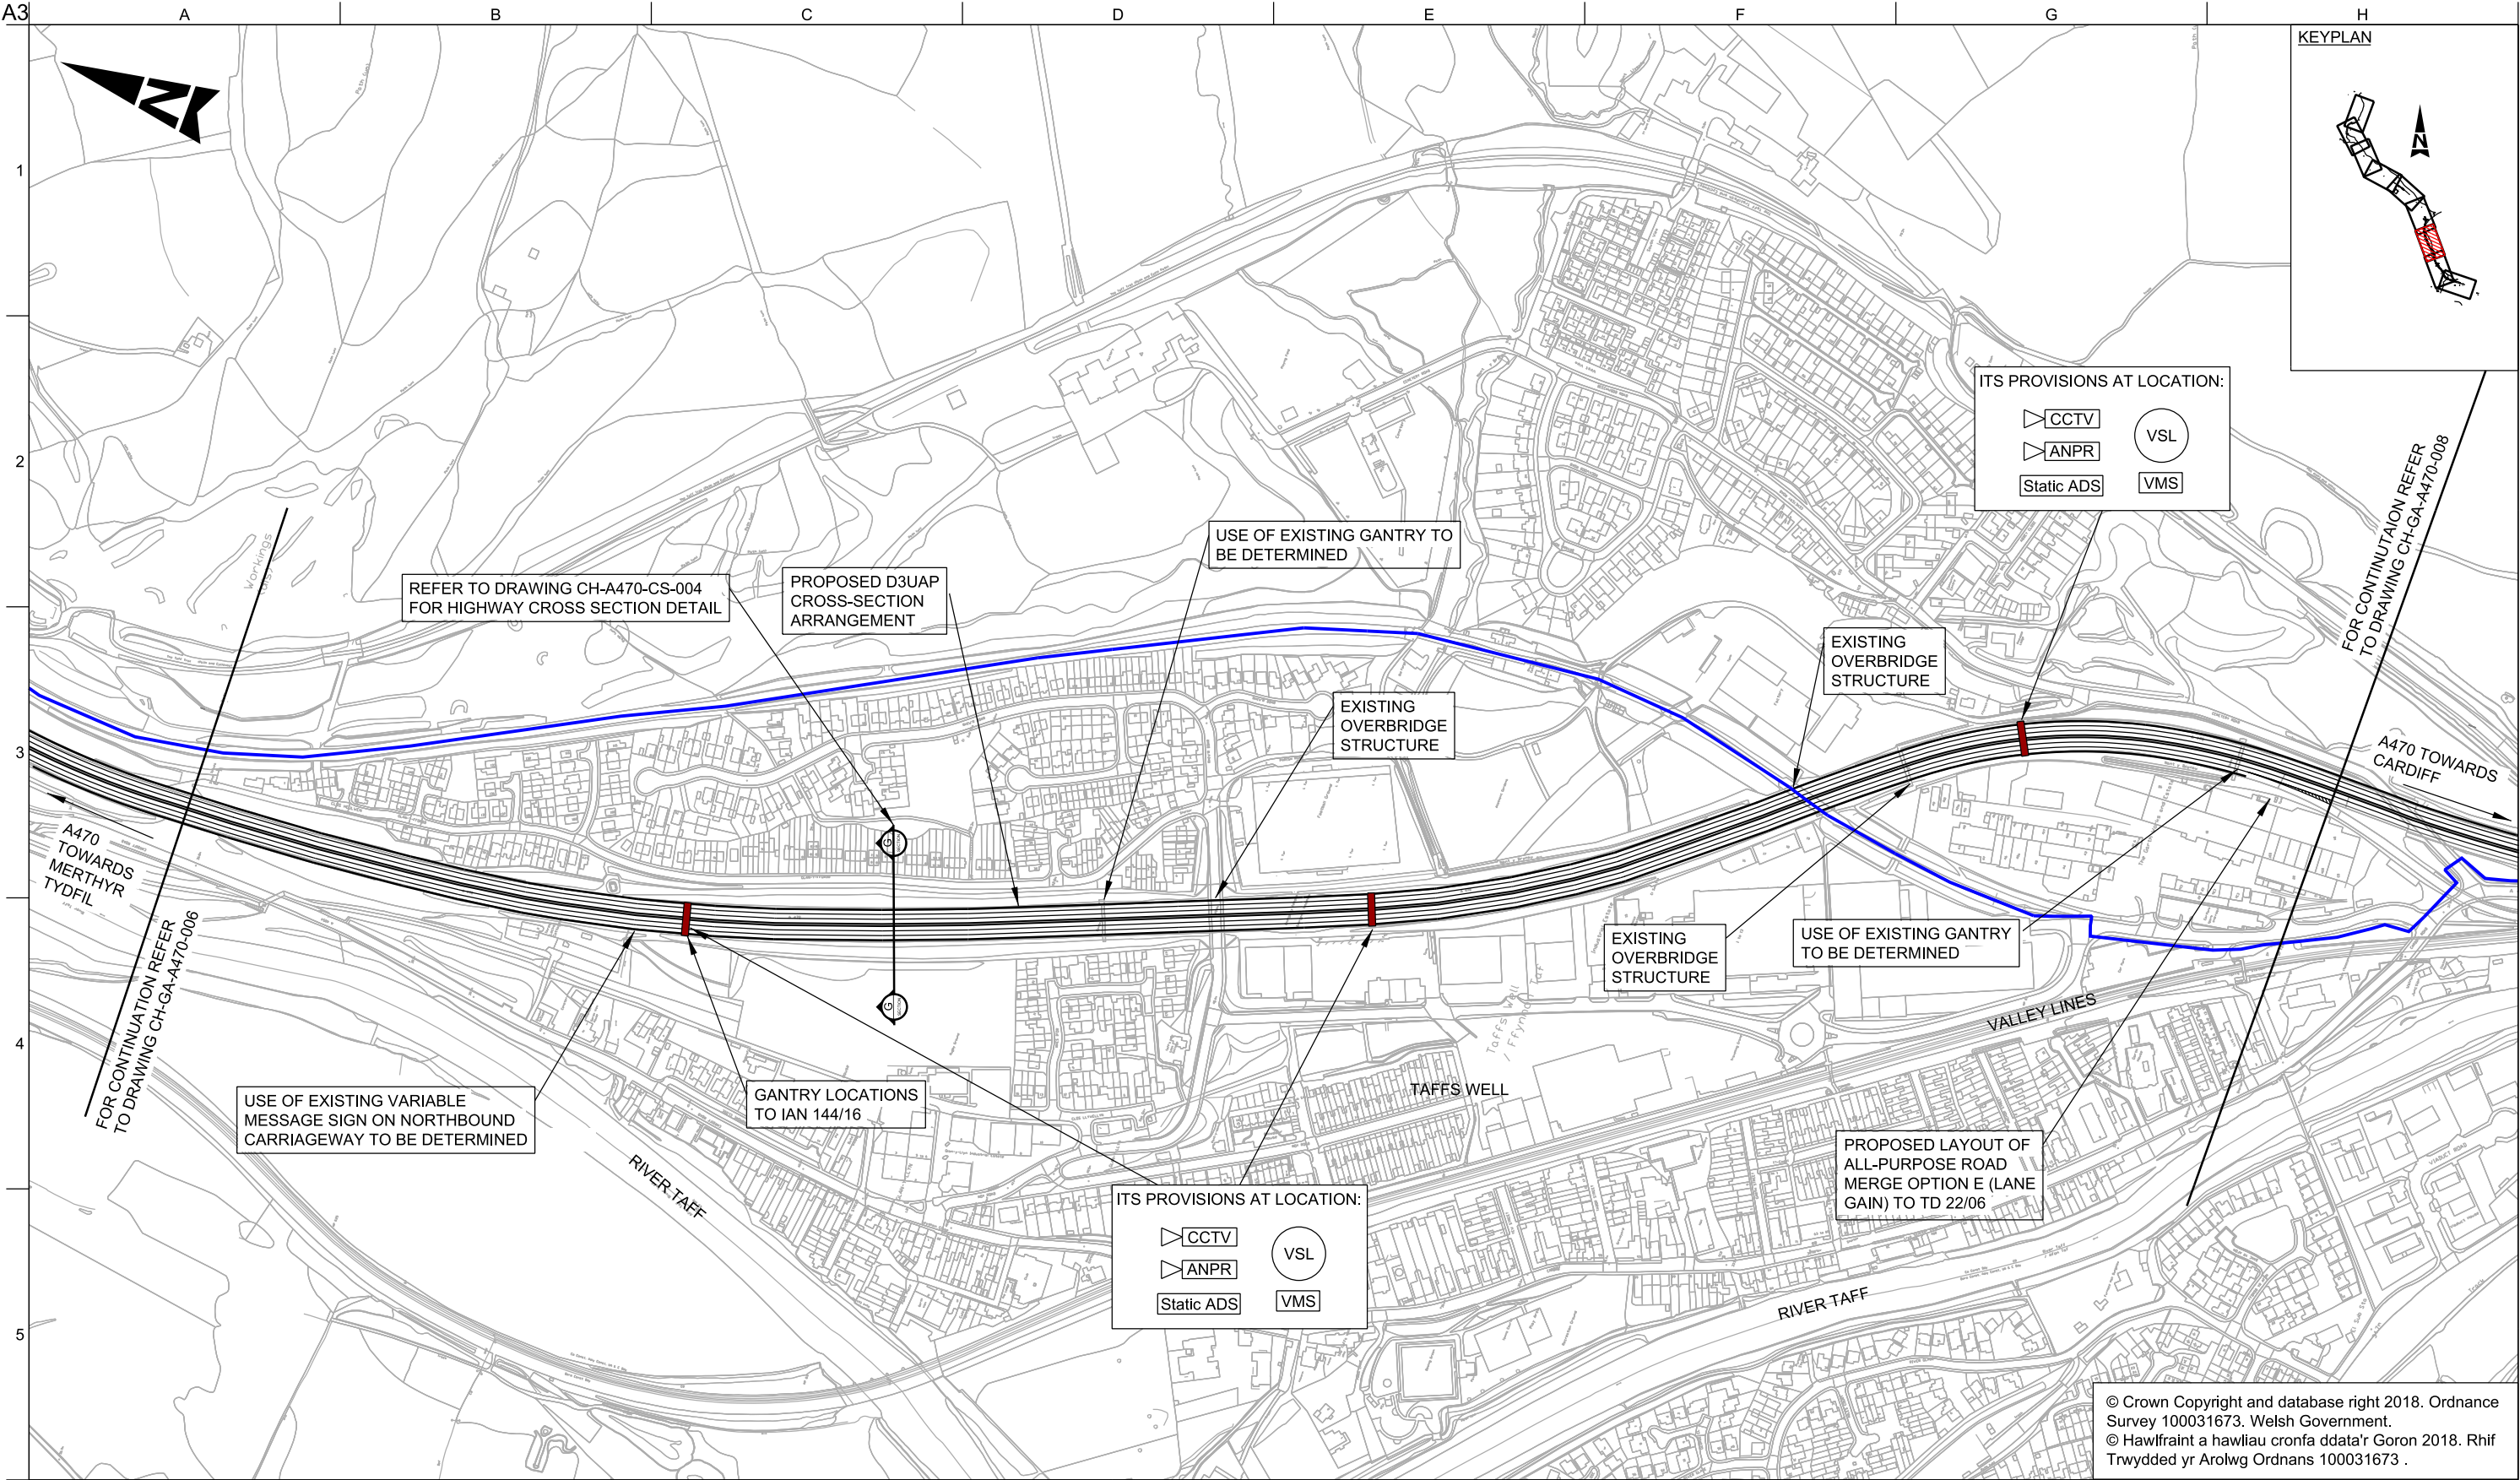 A3
A
B
C
D
E
F
G
H
1
2
3
4
5
N
KEYPLAN
N
ITS PROVISIONS AT LOCATION:
CCTV
ANPR
Static ADS
VSL
VMS
FOR CONTINUTAION REFER
TO DRAWING CH-GA-A470-008
USE OF EXISTING GANTRY TO
BE DETERMINED
REFER TO DRAWING CH-A470-CS-004
FOR HIGHWAY CROSS SECTION DETAIL
PROPOSED D3UAP
CROSS-SECTION
ARRANGEMENT
Workings
EXISTING
OVERBRIDGE
STRUCTURE
EXISTING
OVERBRIDGE
STRUCTURE
A470 TOWARDS
CARDIFF
A470
TOWARDS
MERTHYR
TYDFIL
G
G
FOR CONTINUATION REFER
TO DRAWING CH-GA-A470-006
EXISTING
OVERBRIDGE
STRUCTURE
USE OF EXISTING GANTRY
TO BE DETERMINED
VALLEY LINES
Taffs Well
/ Ffynnon Taf
TAFFS WELL
USE OF EXISTING VARIABLE
MESSAGE SIGN ON NORTHBOUND
CARRIAGEWAY TO BE DETERMINED
GANTRY LOCATIONS
TO IAN 144/16
PROPOSED LAYOUT OF
ALL-PURPOSE ROAD
MERGE OPTION E (LANE
GAIN) TO TD 22/06
RIVER TAFF
ITS PROVISIONS AT LOCATION:
CCTV
ANPR
Static ADS
VSL
VMS
RIVER TAFF
VIADUCT ROAD
© Crown Copyright and database right 2018. Ordnance
Survey 100031673. Welsh Government.
© Hawlfraint a hawliau cronfa ddata'r Goron 2018. Rhif
Trwydded yr Arolwg Ordnans 100031673 .